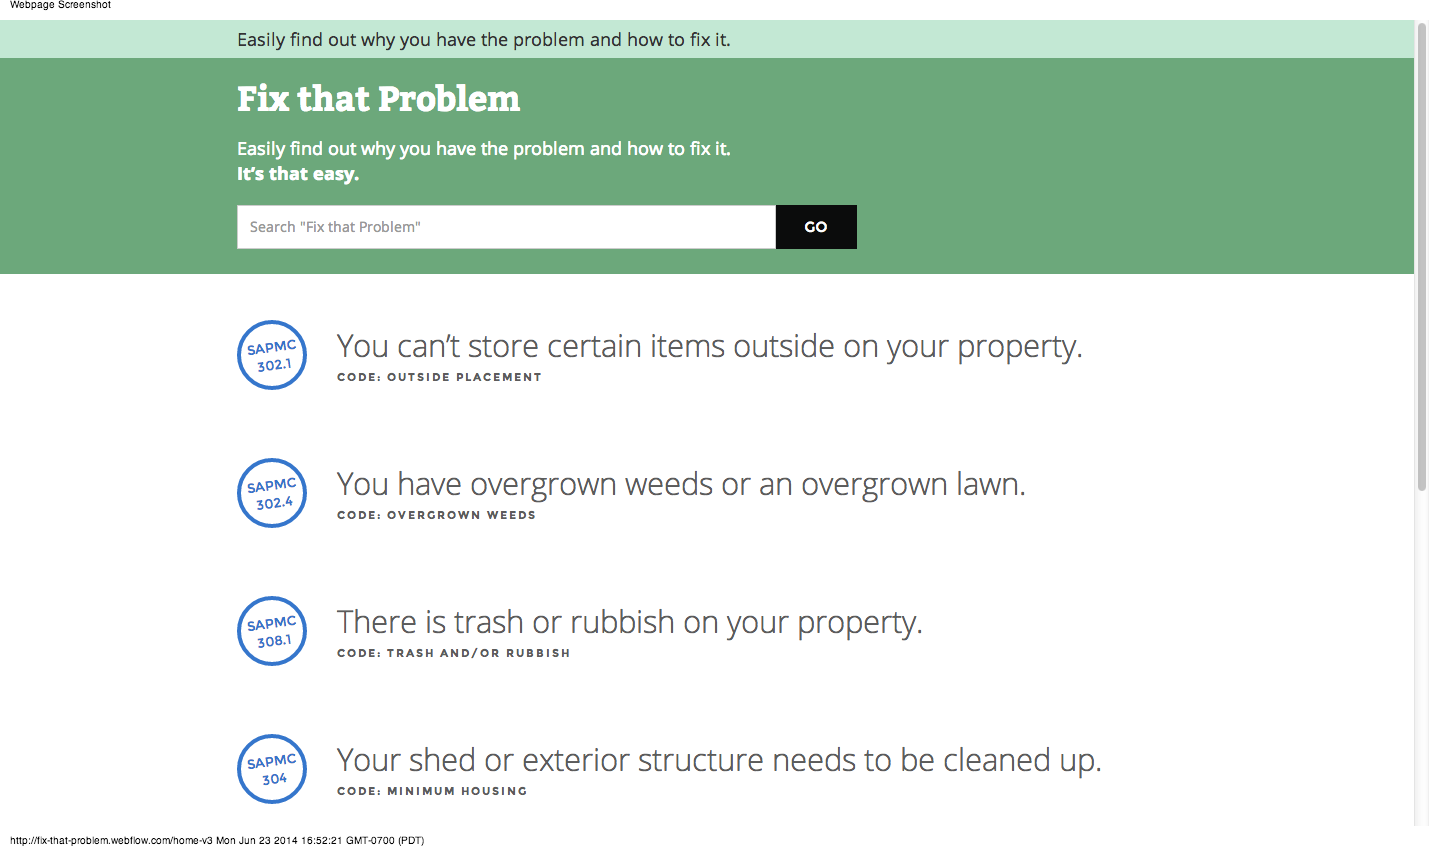 Webpage Screenshot
Easily find out why you have the problem and how to fix it.
Fix that Problem
Easily find out why you have the problem and how to fix it.
It's that easy.
Search "Fix that Problem"
GO
SAPMC
302.1
You can't store certain items outside on your property.
CODE: OUTSIDE PLACEMENT
SAPMC
302.4
You have overgrown weeds or an overgrown lawn.
CODE: OVERGROWN WEEDS
SAPMC
308.1
There is trash or rubbish on your property.
CODE: TRASH AND/OR RUBBISH
SAPMC
304
Your shed or exterior structure needs to be cleaned up.
CODE: MINIMUM HOUSING
http://fix-that-problem.webflow.com/home-v3 Mon Jun 23 2014 16:52:21 GMT-0700 (PDT)